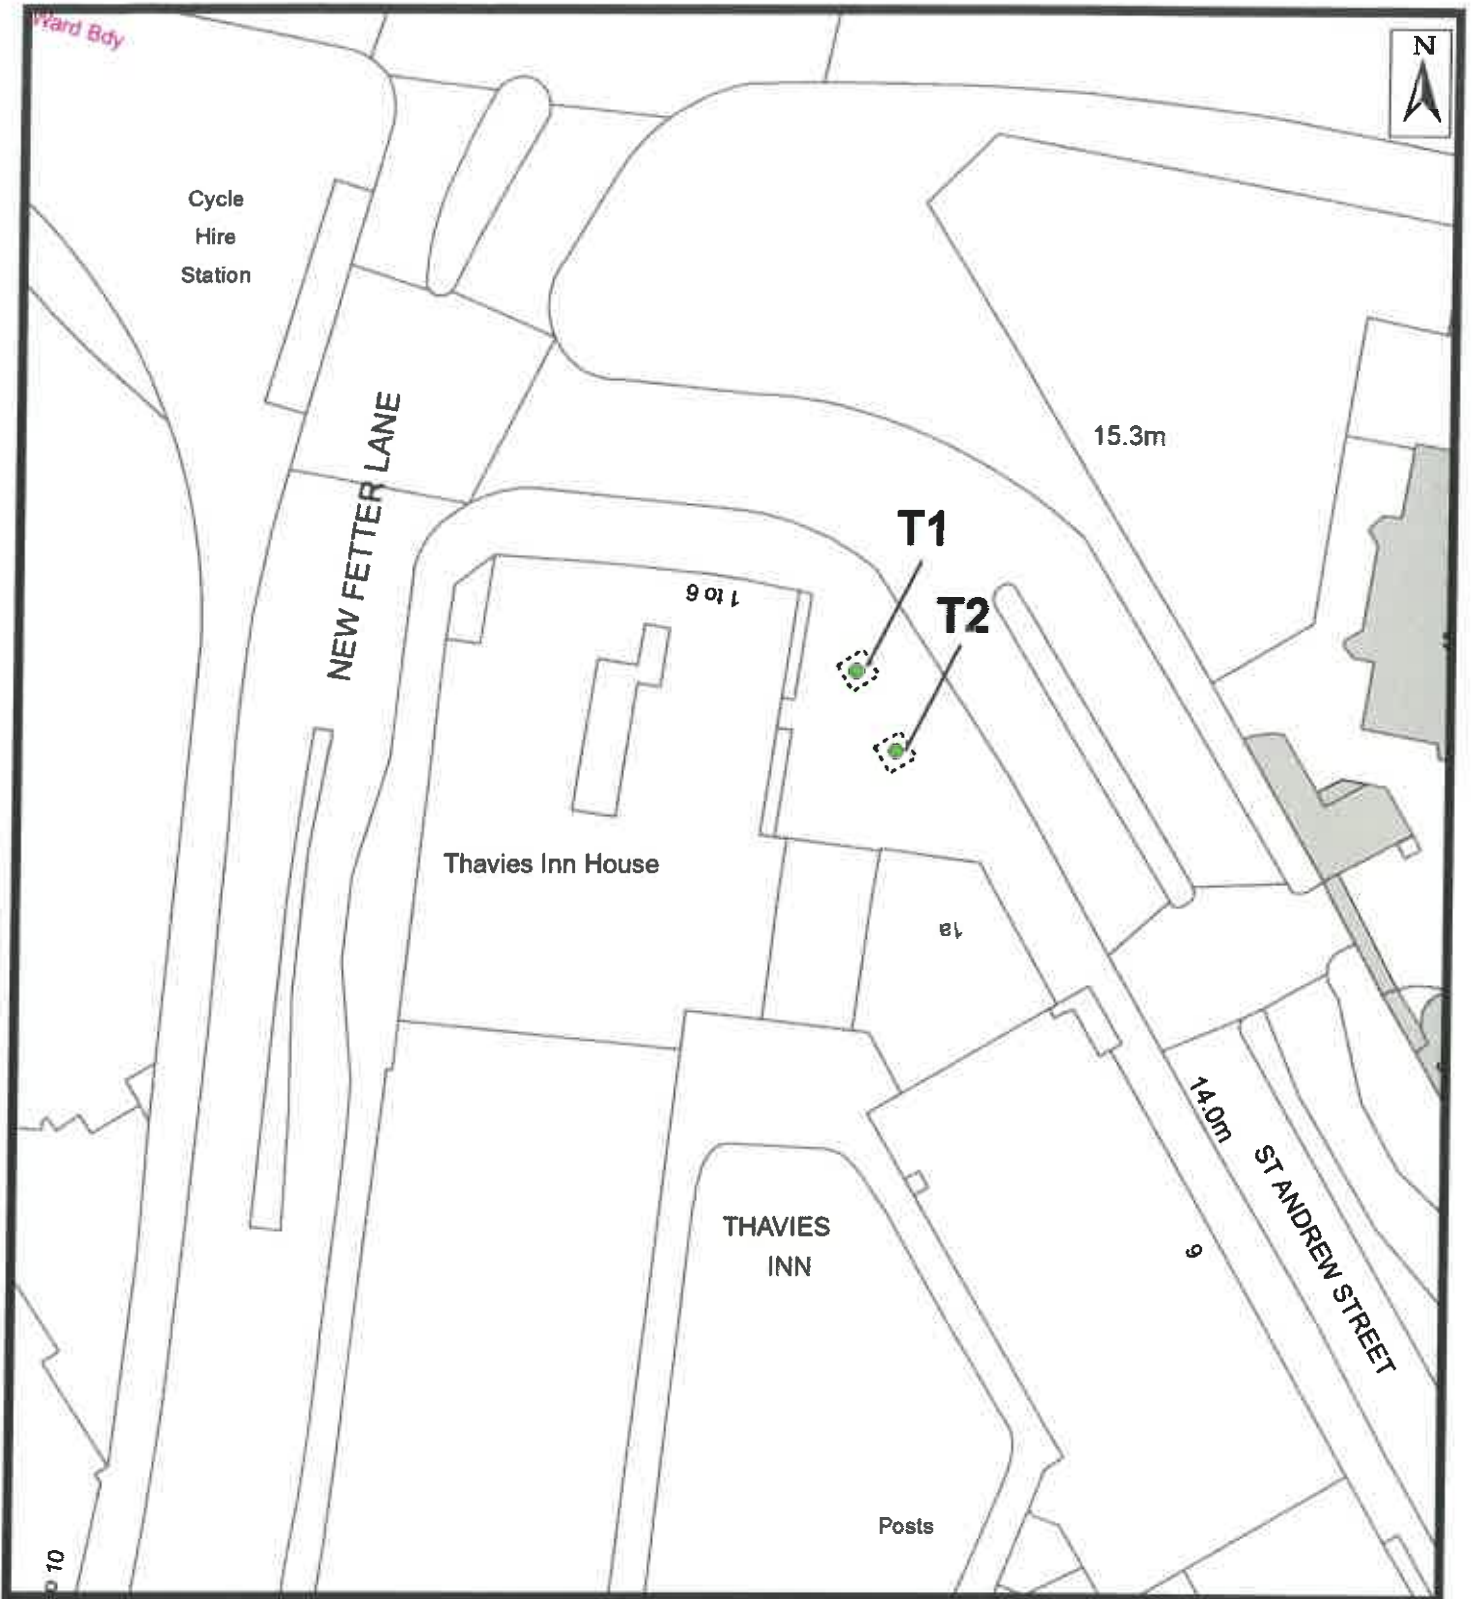 Ward Bdy
N
Cycle
Hire
Station
NEW FETTER LANE
15.3m
T1
1 to 6
T2
Thavies Inn House
1a
14.0m
ST ANDREW STREET
THAVIES
INN
9
Posts
10